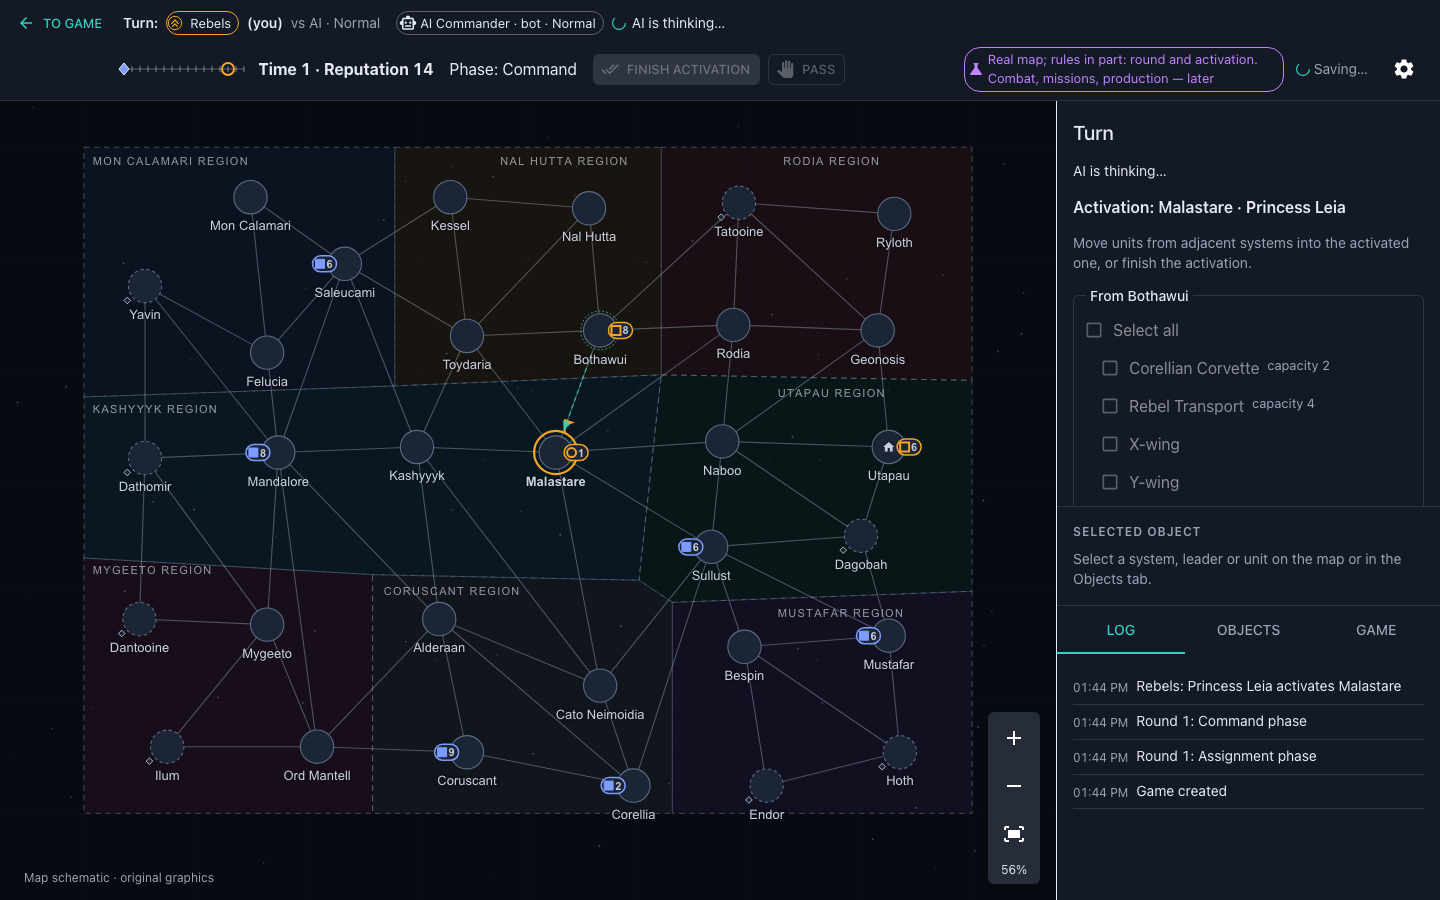 TO GAME
Turn:
Rebels
(you)
vs AI · Normal
AI Commander · bot · Normal
AI is thinking...
Time 1 · Reputation 14
Phase: Command
FINISH ACTIVATION
PASS
Real map; rules in part: round and activation.
Combat, missions, production — later
Saving...
MON CALAMARI REGION
NAL HUTTA REGION
RODIA REGION
Mon Calamari
Kessel
Nal Hutta
Tatooine
Ryloth
6
Saleucami
Yavin
8
Felucia
Toydaria
Bothawui
Rodia
Geonosis
KASHYYYK REGION
UTAPAU REGION
8
1
6
Dathomir
Mandalore
Kashyyyk
Malastare
Naboo
Utapau
6
Sullust
Dagobah
MYGEETO REGION
CORUSCANT REGION
MUSTAFAR REGION
Dantooine
Mygeeto
Alderaan
6
Bespin
Mustafar
Cato Neimoidia
Ilum
Ord Mantell
9
Coruscant
2
Corellia
Endor
Hoth
56%
Map schematic · original graphics
Turn
AI is thinking...
Activation: Malastare · Princess Leia
Move units from adjacent systems into the activated
one, or finish the activation.
From Bothawui
Select all
Corellian Corvette capacity 2
Rebel Transport capacity 4
X-wing
Y-wing
SELECTED OBJECT
Select a system, leader or unit on the map or in the
Objects tab.
LOG
OBJECTS
GAME
01:44 PM Rebels: Princess Leia activates Malastare
01:44 PM Round 1: Command phase
01:44 PM Round 1: Assignment phase
01:44 PM Game created